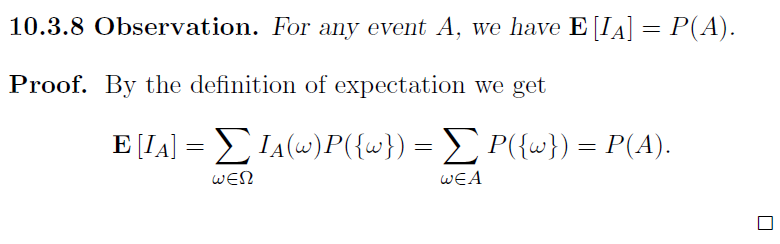 10.3.8 Observation. For any event A, we have E [I_A] = P(A).
Proof. By the definition of expectation we get
E [I_A] = ∑_{ω∈Ω} I_A(ω)P({ω}) = ∑_{ω∈A} P({ω}) = P(A).
□